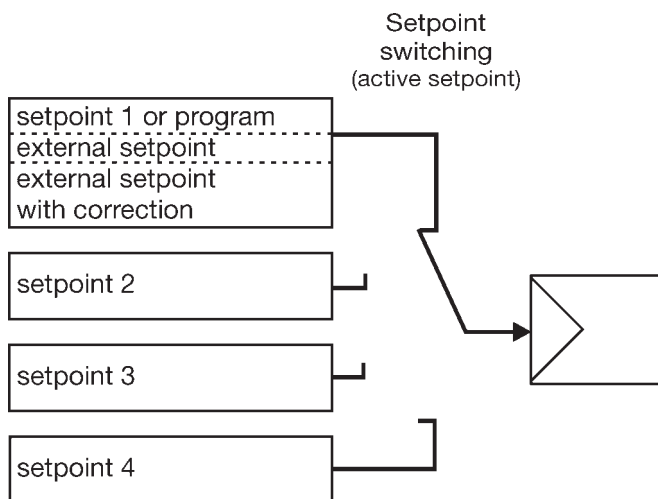 Setpoint
switching
(active setpoint)
setpoint 1 or program
external setpoint
external setpoint
with correction
setpoint 2
setpoint 3
setpoint 4